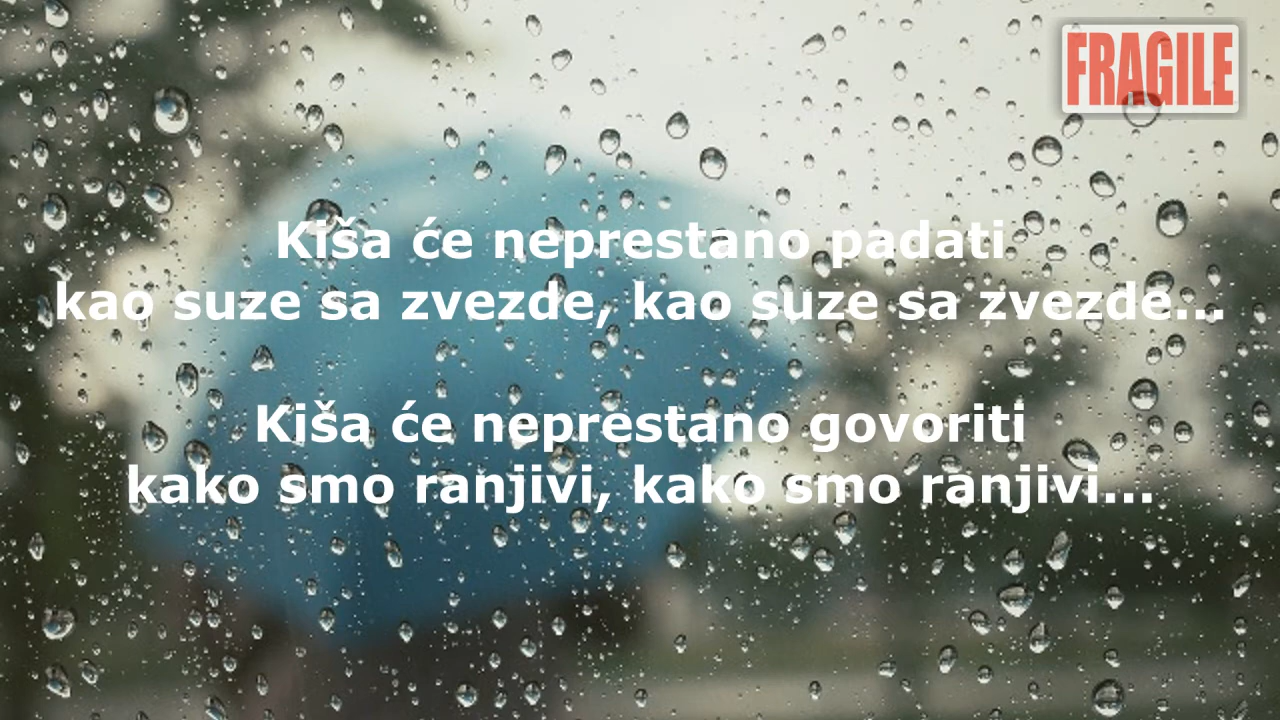 FRAGILE
Kiša će neprestano padati
kao suze sa zvezde, kao suze sa zvezde...
Kiša će neprestano govoriti
kako smo ranjivi, kako smo ranjivi...